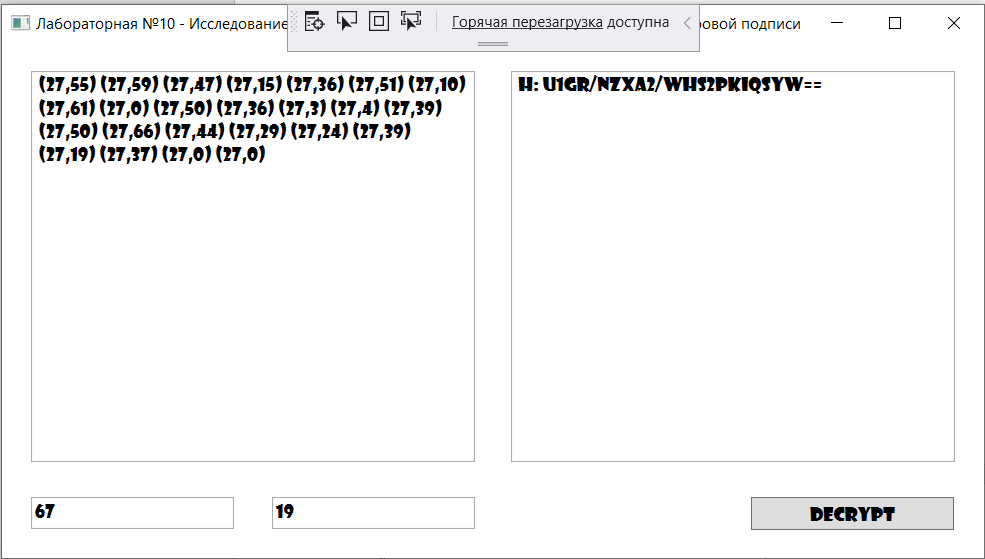 Лабораторная №10 - Исследование
Горячая перезагрузка доступна
ровой подписи
(27,55) (27,59) (27,47) (27,15) (27,36) (27,51) (27,10)
(27,61) (27,0) (27,50) (27,36) (27,3) (27,4) (27,39)
(27,50) (27,66) (27,44) (27,29) (27,24) (27,39)
(27,19) (27,37) (27,0) (27,0)
H: U1GR/NZXA2/WHS2PKIQSYW==
67
19
DECRYPT